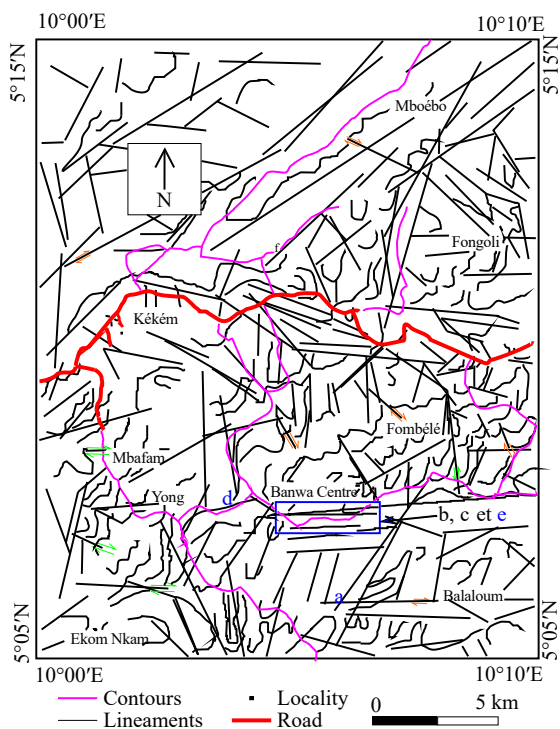 10°00′E 10°10′E
5°15′N 5°15′N
Mboébo
N
f
Fongoli
Kékém
Fombélé
Mbafam
Yong
d
Banwa Centre
b, c et e
a
Balaloum
Ekom Nkam
5°05′N 5°05′N
10°00′E 10°10′E
Contours Locality 0 5 km
Lineaments Road